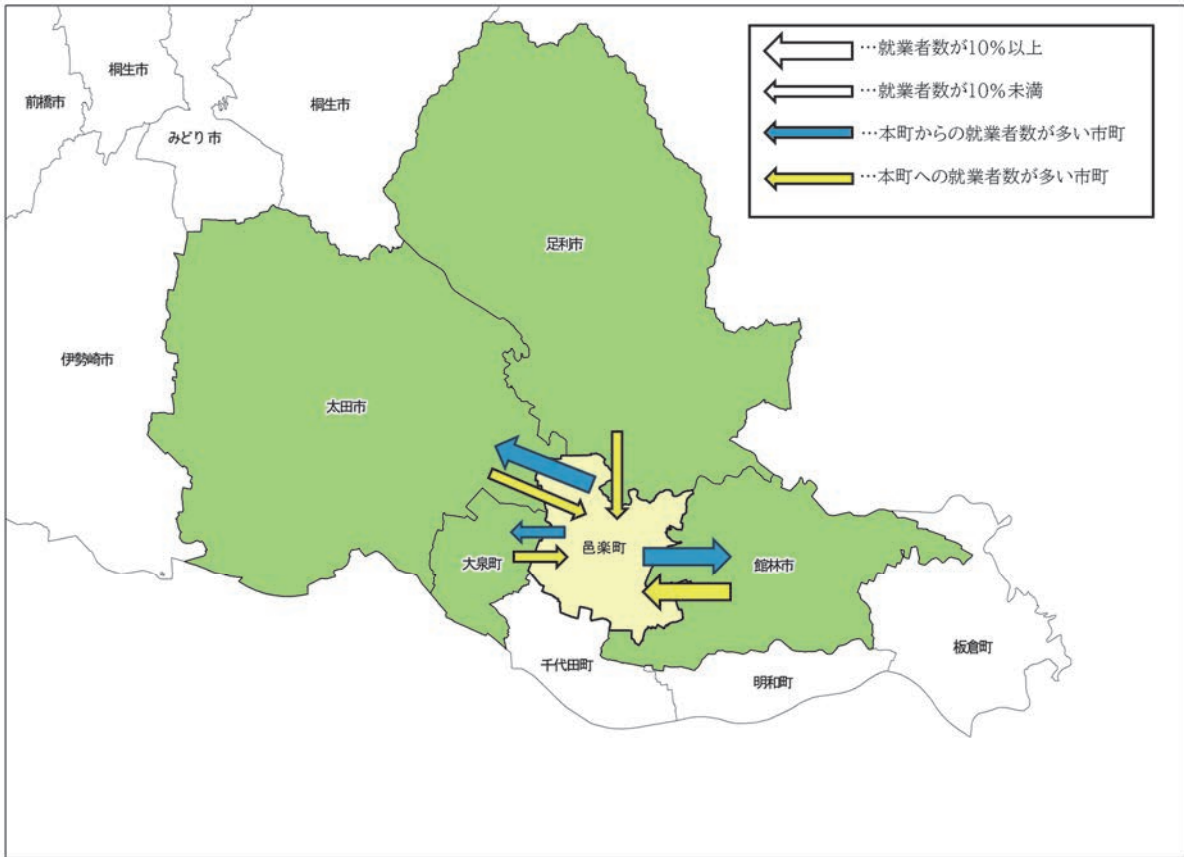 …就業者数が10%以上
…就業者数が10%未満
…本町からの就業者数が多い市町
…本町への就業者数が多い市町
桐生市
前橋市
桐生市
みどり市
足利市
伊勢崎市
太田市
邑楽町
大泉町
館林市
板倉町
千代田町
明和町